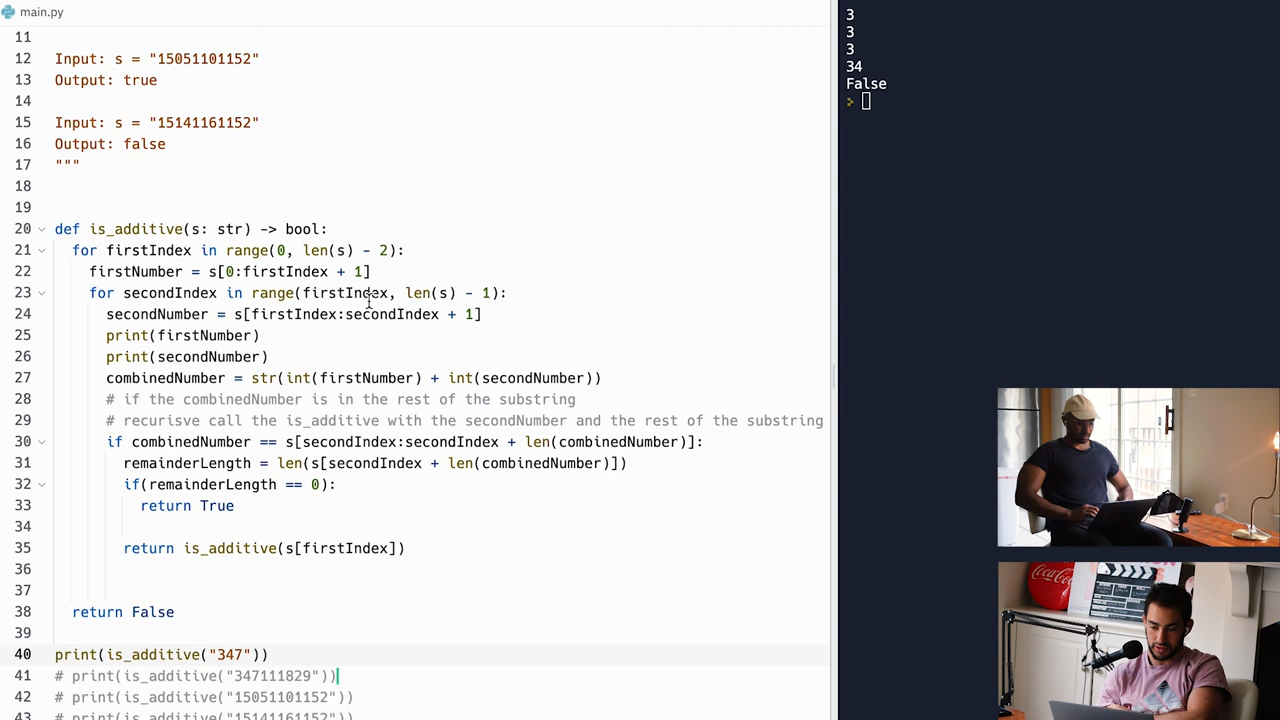 main.py
11
12 Input: s = "15051101152"
13 Output: true
14
15 Input: s = "15141161152"
16 Output: false
17 """
18
19
20 def is_additive(s: str) -> bool:
21 for firstIndex in range(0, len(s) - 2):
22 firstNumber = s[0:firstIndex + 1]
23 for secondIndex in range(firstIndex, len(s) - 1):
24 secondNumber = s[firstIndex:secondIndex + 1]
25 print(firstNumber)
26 print(secondNumber)
27 combinedNumber = str(int(firstNumber) + int(secondNumber))
28 # if the combinedNumber is in the rest of the substring
29 # recurisve call the is_additive with the secondNumber and the rest of the substring
30 if combinedNumber == s[secondIndex:secondIndex + len(combinedNumber)]:
31 remainderLength = len(s[secondIndex + len(combinedNumber)])
32 if(remainderLength == 0):
33 return True
34
35 return is_additive(s[firstIndex])
36
37
38 return False
39
40 print(is_additive("347"))
41 # print(is_additive("347111829"))
42 # print(is_additive("15051101152"))
43 # print(is_additive("15141161152"))
3
3
3
34
False
Coca-Cola